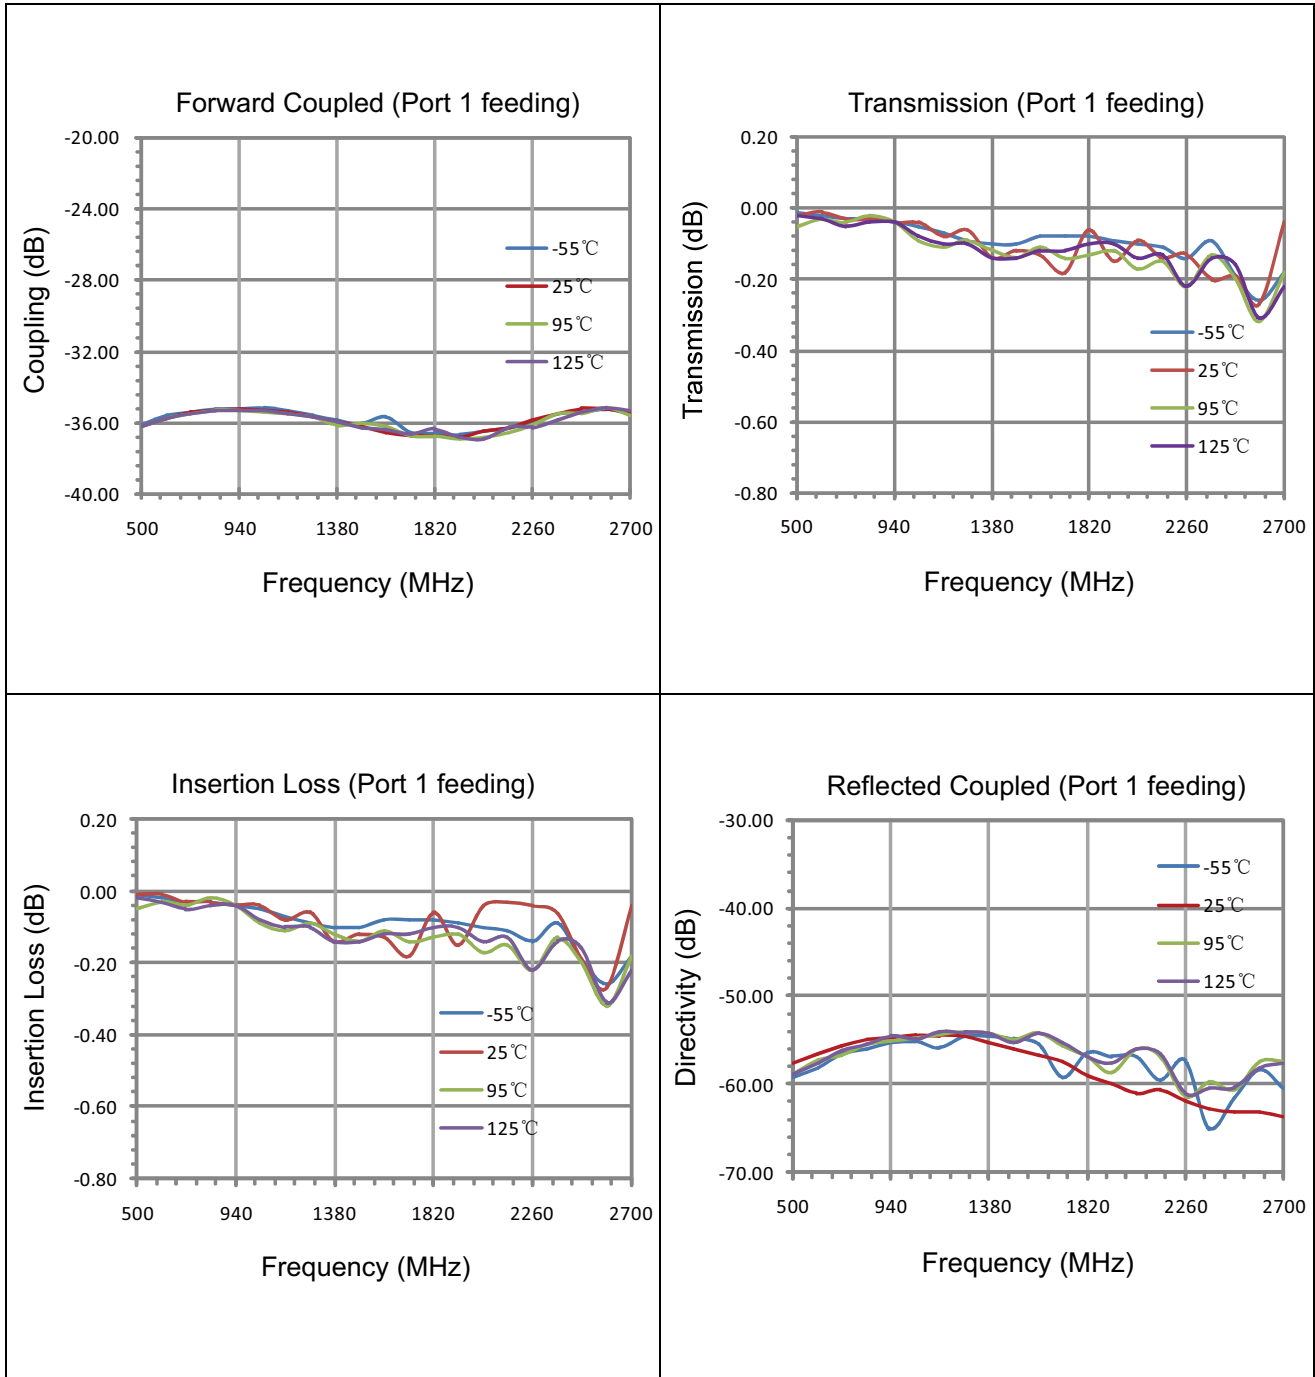 Forward Coupled (Port 1 feeding)
-20.00
-24.00
-28.00
-32.00
-36.00
-40.00
Coupling (dB)
-55℃
25℃
95℃
125℃
500 940 1380 1820 2260 2700
Frequency (MHz)
Transmission (Port 1 feeding)
0.20
0.00
-0.20
-0.40
-0.60
-0.80
Transmission (dB)
-55℃
25℃
95℃
125℃
500 940 1380 1820 2260 2700
Frequency (MHz)
Insertion Loss (Port 1 feeding)
0.20
0.00
-0.20
-0.40
-0.60
-0.80
Insertion Loss (dB)
-55℃
25℃
95℃
125℃
500 940 1380 1820 2260 2700
Frequency (MHz)
Reflected Coupled (Port 1 feeding)
-30.00
-40.00
-50.00
-60.00
-70.00
Directivity (dB)
-55℃
25℃
95℃
125℃
500 940 1380 1820 2260 2700
Frequency (MHz)